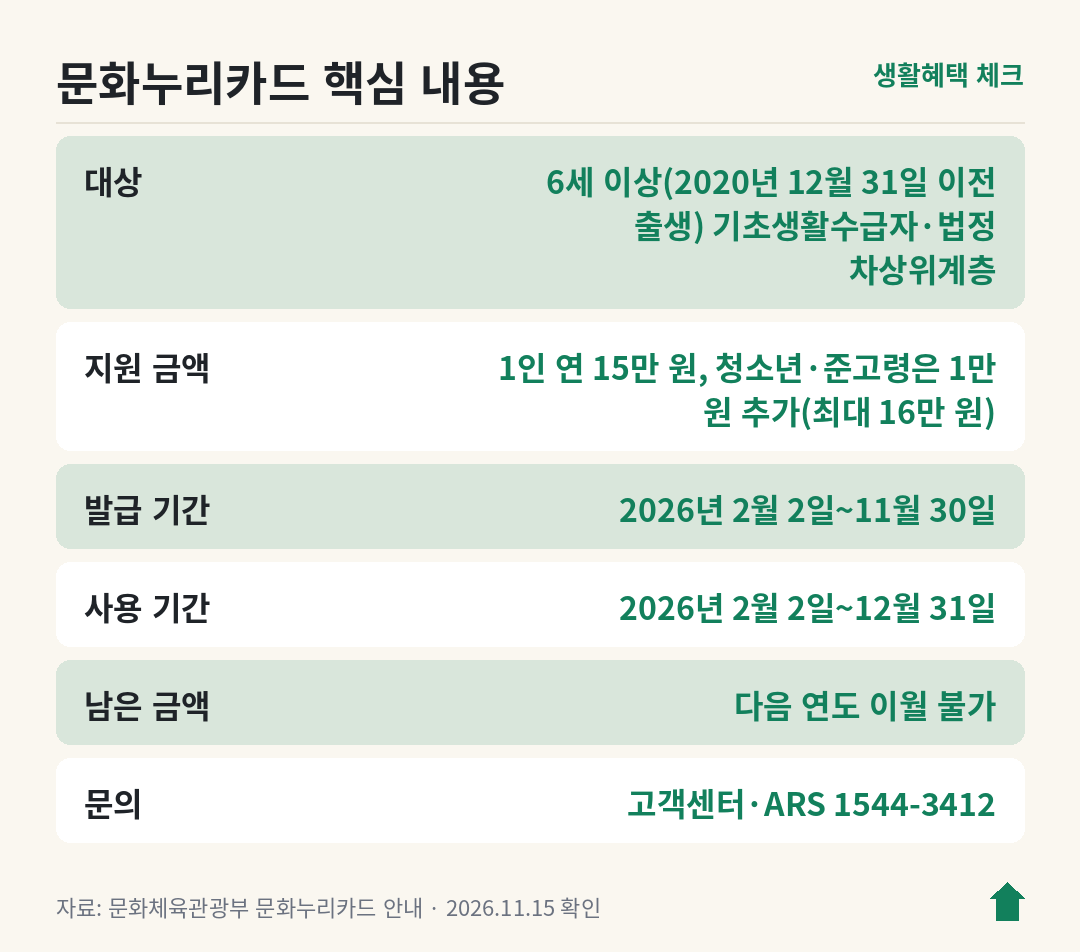 문화누리카드 핵심 내용
생활혜택 체크
대상
6세 이상(2020년 12월 31일 이전
출생) 기초생활수급자·법정
차상위계층
지원 금액
1인 연 15만 원, 청소년·준고령은 1만
원 추가(최대 16만 원)
발급 기간
2026년 2월 2일~11월 30일
사용 기간
2026년 2월 2일~12월 31일
남은 금액
다음 연도 이월 불가
문의
고객센터·ARS 1544-3412
자료: 문화체육관광부 문화누리카드 안내 · 2026.11.15 확인